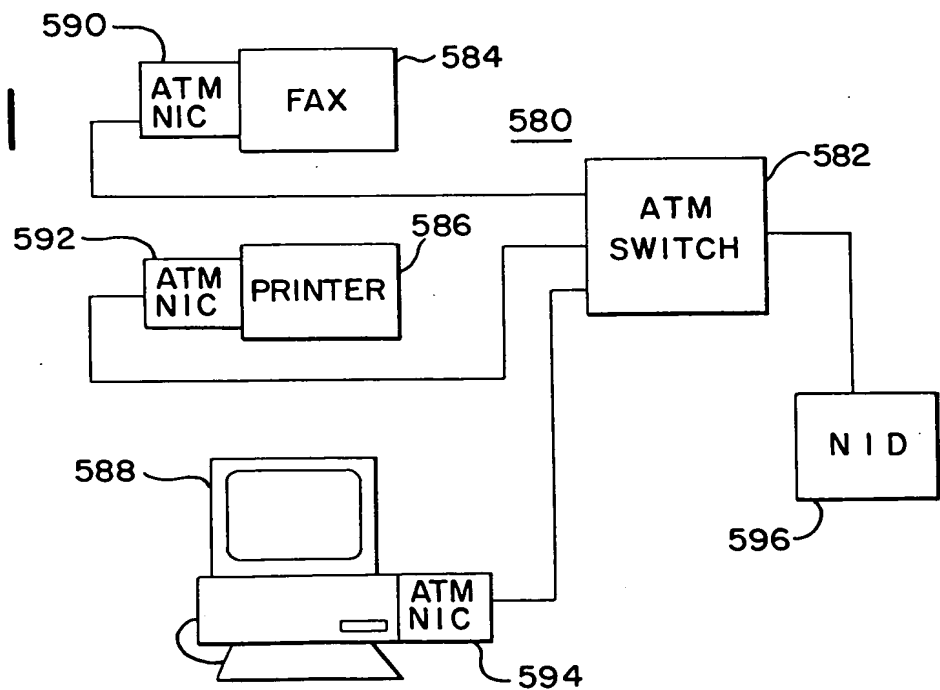 590
584
ATM
NIC
FAX
580
582
ATM
SWITCH
592
586
ATM
NIC
PRINTER
NID
588
596
ATM
NIC
594